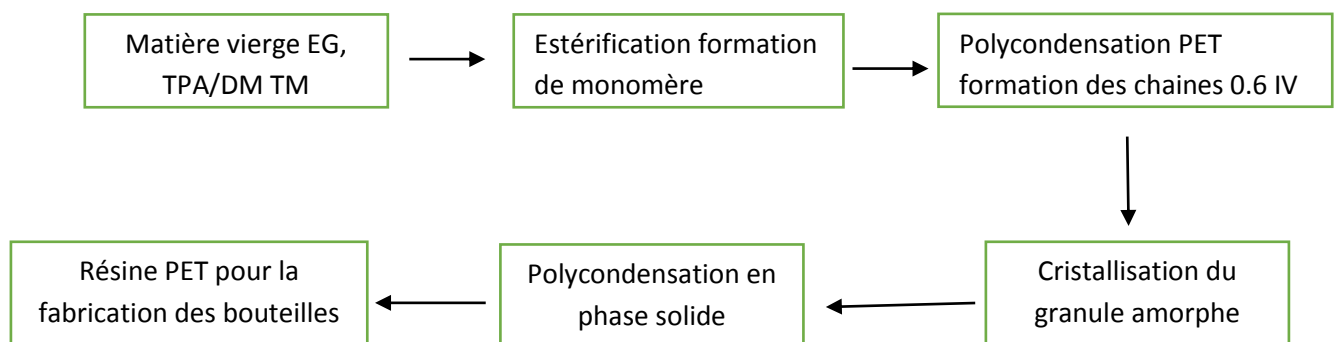 Matière vierge EG,
TPA/DM TM
Estérification formation
de monomère
Polycondensation PET
formation des chaines 0.6 IV
Cristallisation du
granule amorphe
Polycondensation en
phase solide
Résine PET pour la
fabrication des bouteilles